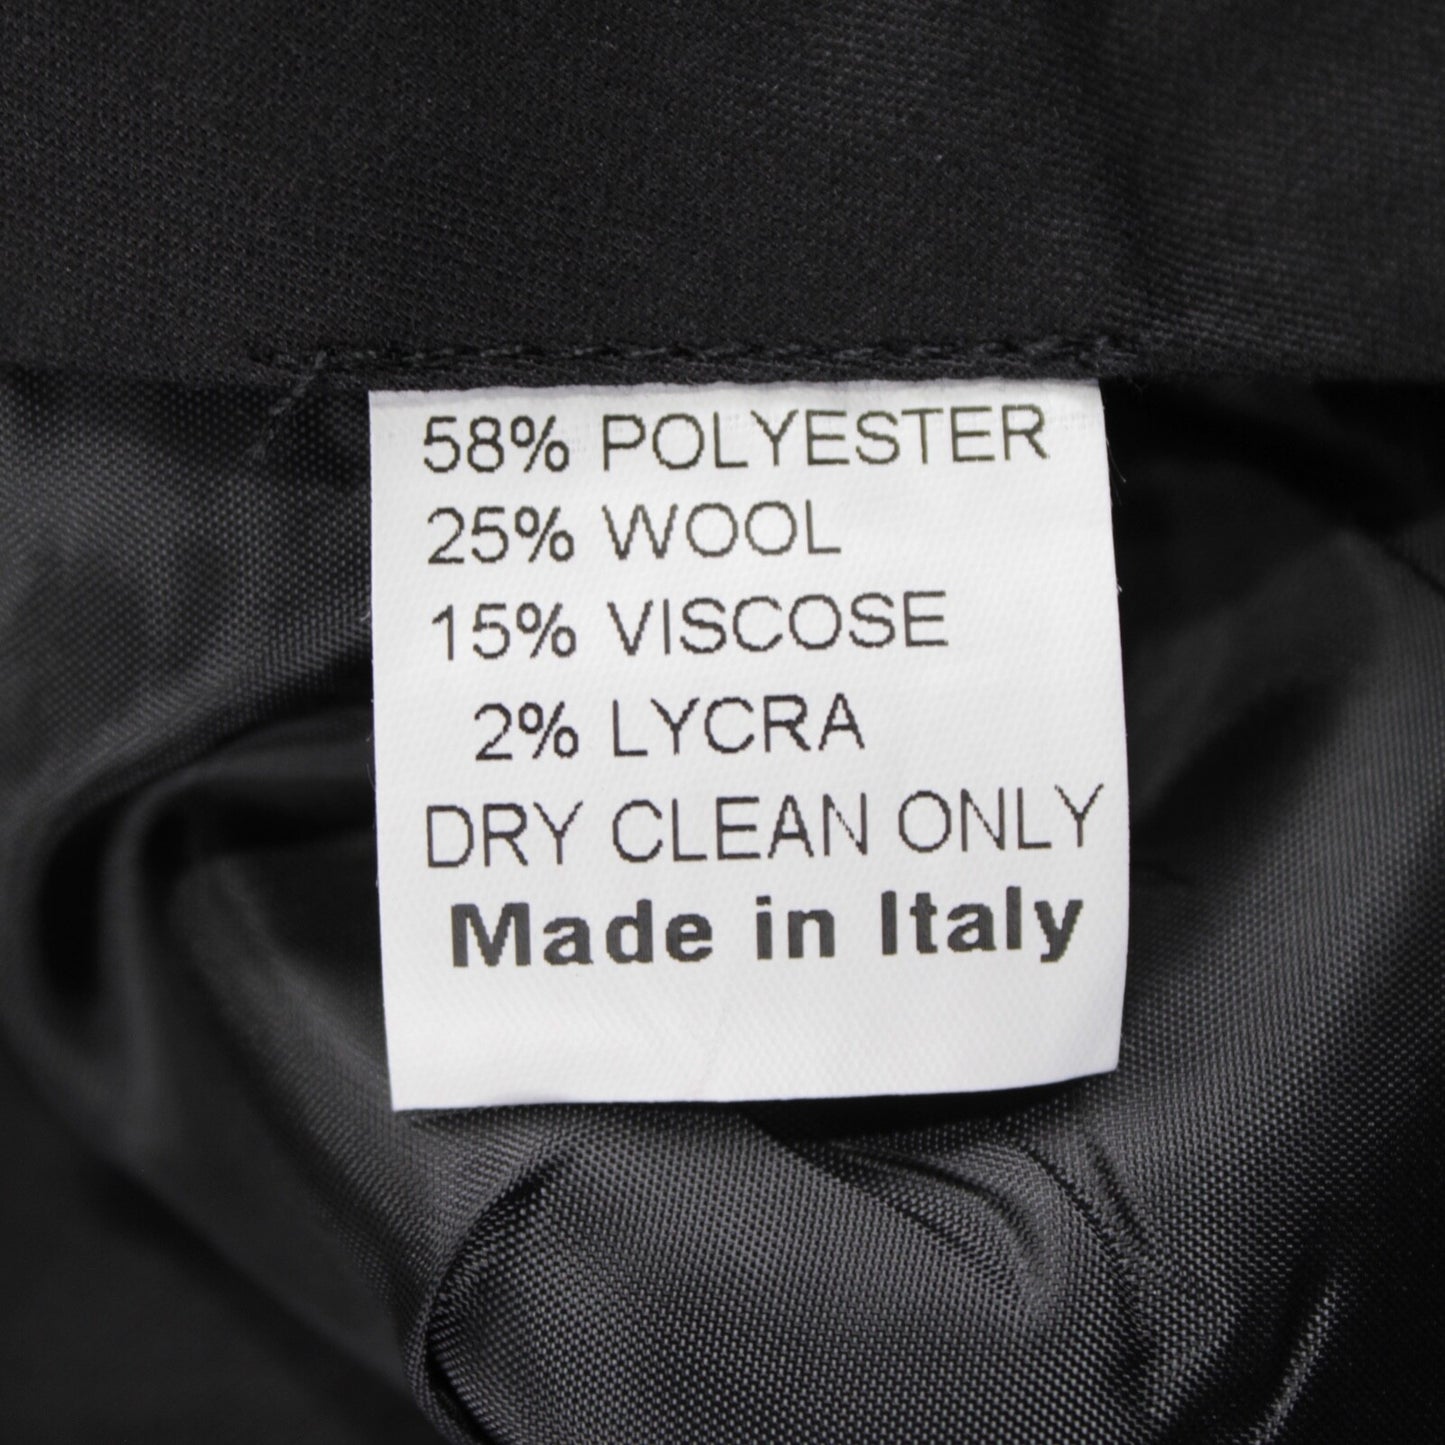 58% POLYESTER
25% WOOL
15% VISCOSE
2% LYCRA
DRY CLEAN ONLY
Made in Italy